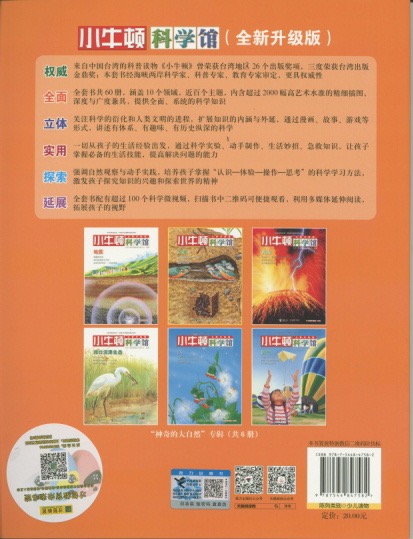 小牛顿科学馆（全新升级版）
权威 来自中国台湾的科普读物《小牛顿》曾荣获台湾地区26个出版奖项，三度荣获台湾出版
金鼎奖；本套书经海峡两岸科学家、科普专家、教育专家审定，更具权威性
全面 全套书共60册，涵盖10个领域，近百个主题，内含超过2000幅高艺术水准的精细插图，
深度与广度兼具，提供全面、系统的科学知识
立体 关注科学的后化和人类文明的进程，扩展知识的内涵与外延，通过漫画、故事、游戏等
形式，讲述有体系、有趣味、有历史纵深的科学
实用 一切从孩子的生活经验出发，通过科学实验、动手制作、生活妙招、急救知识，让孩子
掌握必备的生活技能，提高解决问题的能力
探索 强调自然观察与动手实践，培养孩子掌握“认识—体验—操作—思考”的科学学习方法，
激发孩子探究知识的兴趣和探索世界的精神
延展 全套书配有超过100个科学微视频，扫描书中二维码可便捷观看，利用多媒体延伸阅读，
拓展孩子的视野
小牛顿科学馆
小牛顿科学馆
小牛顿科学馆
小牛顿科学馆
小牛顿科学馆
小牛顿科学馆
“神奇的大自然”专辑（共6册）
ISBN 978-7-5448-4758-2
9787544847582
陈列类别：少儿读物
定价：20.00元